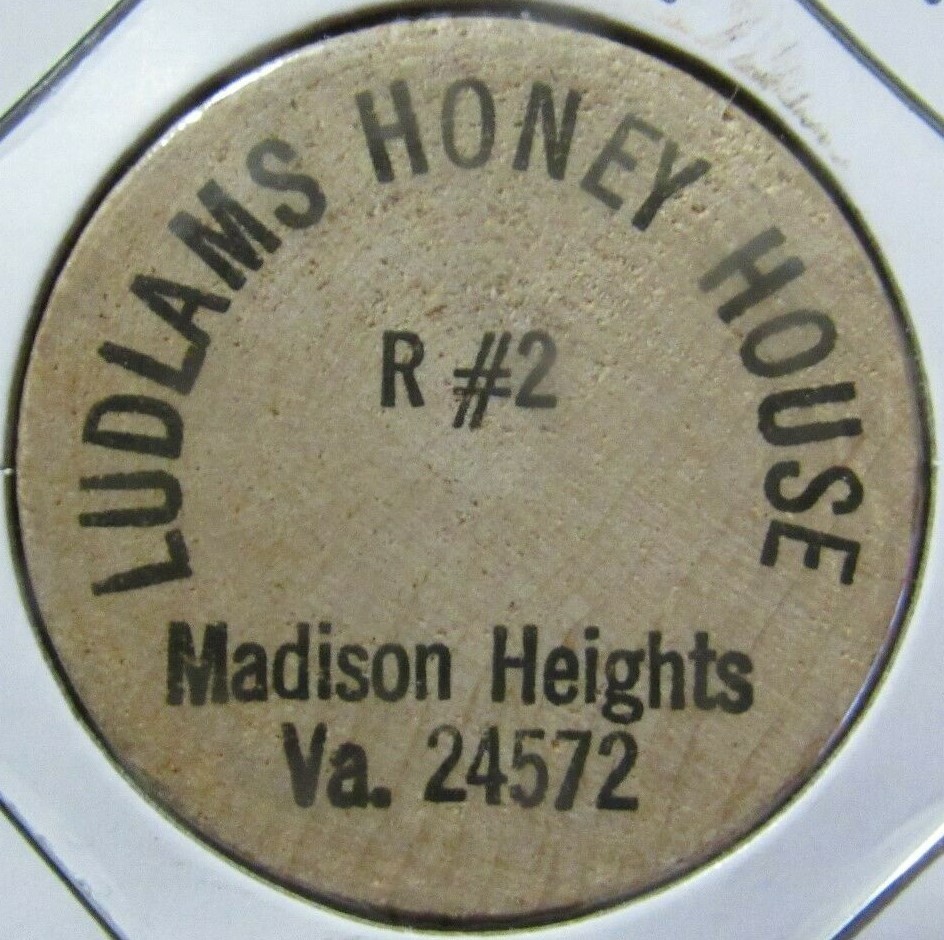 LUDLAMS HONEY HOUSE
R #2
Madison Heights
Va. 24572